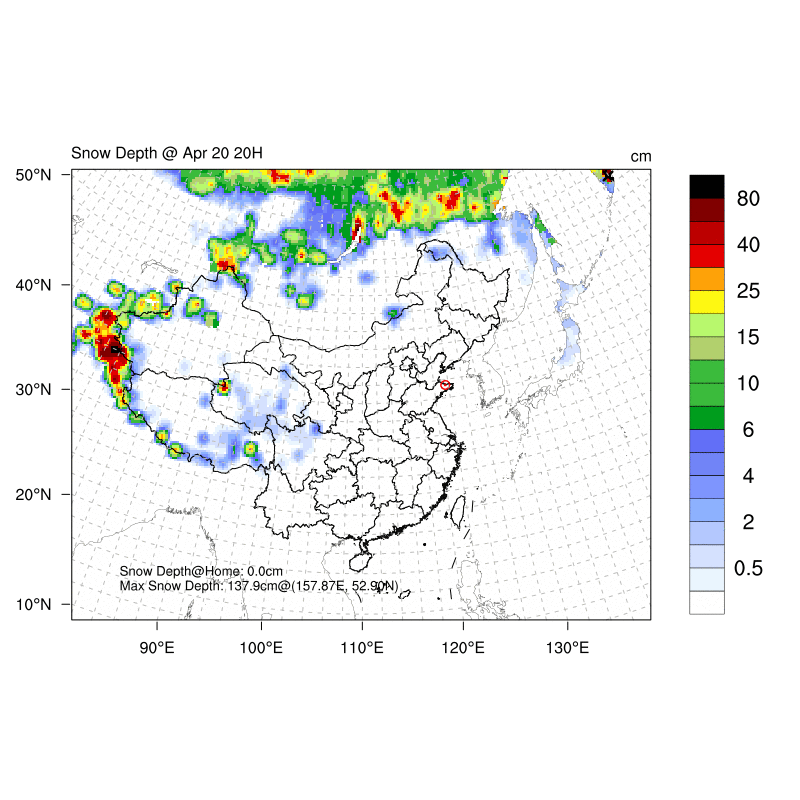 Snow Depth @ Apr 20 20H
cm
50°N
40°N
30°N
20°N
10°N
90°E
100°E
110°E
120°E
130°E
80
40
25
15
10
6
4
2
0.5
Snow Depth@Home: 0.0cm
Max Snow Depth: 137.9cm@(157.87E, 52.90N)